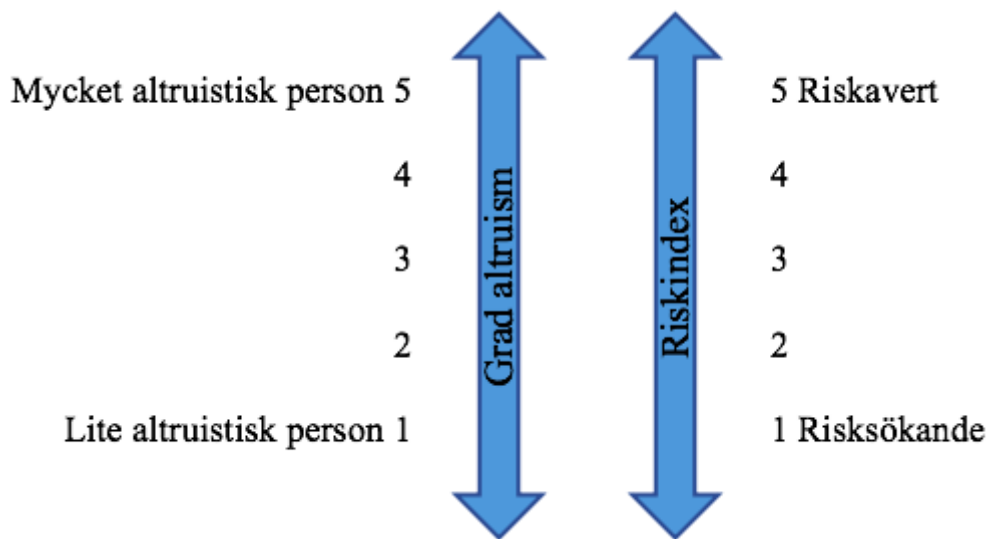 Mycket altruistisk person 5
4
3
2
Lite altruistisk person 1
Grad altruism
Riskindex
5 Riskavert
4
3
2
1 Risksökande